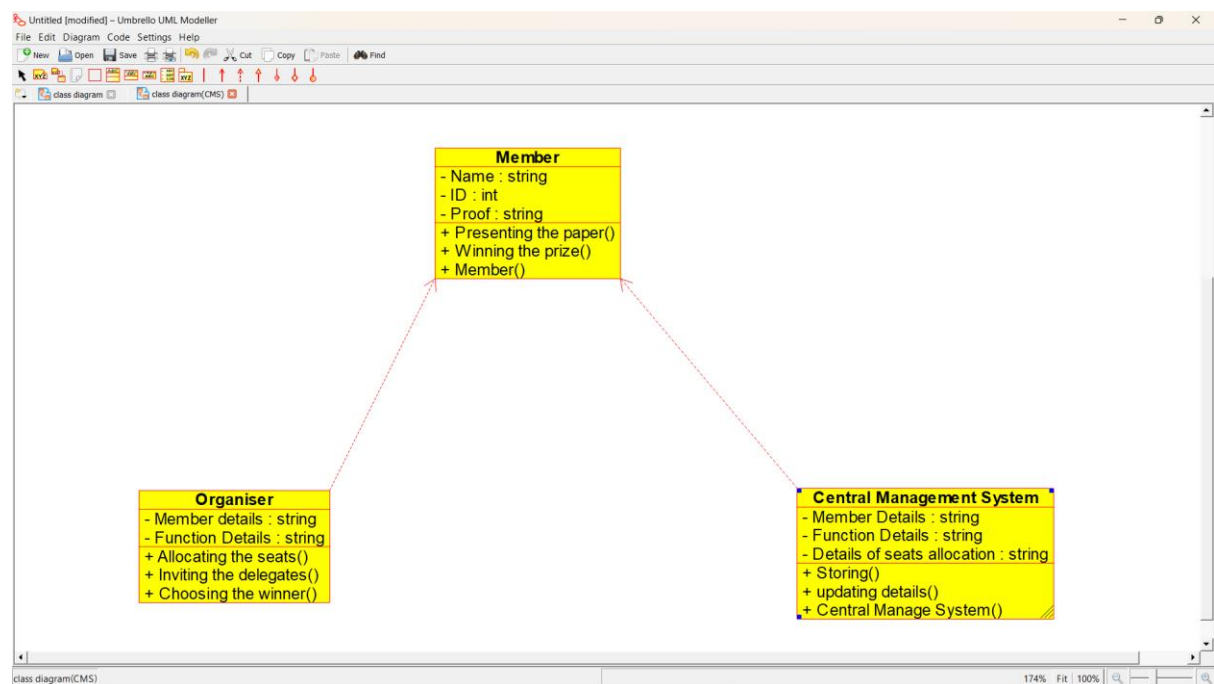 Untitled [modified] – Umbrello UML Modeller
File Edit Diagram Code Settings Help
New Open Save Cut Copy Paste Find
class diagram class diagram(CMS)
Member
- Name : string
- ID : int
- Proof : string
+ Presenting the paper()
+ Winning the prize()
+ Member()
Organiser
- Member details : string
- Function Details : string
+ Allocating the seats()
+ Inviting the delegates()
+ Choosing the winner()
Central Management System
- Member Details : string
- Function Details : string
- Details of seats allocation : string
+ Storing()
+ updating details()
+ Central Manage System()
class diagram(CMS) 174% Fit 100%